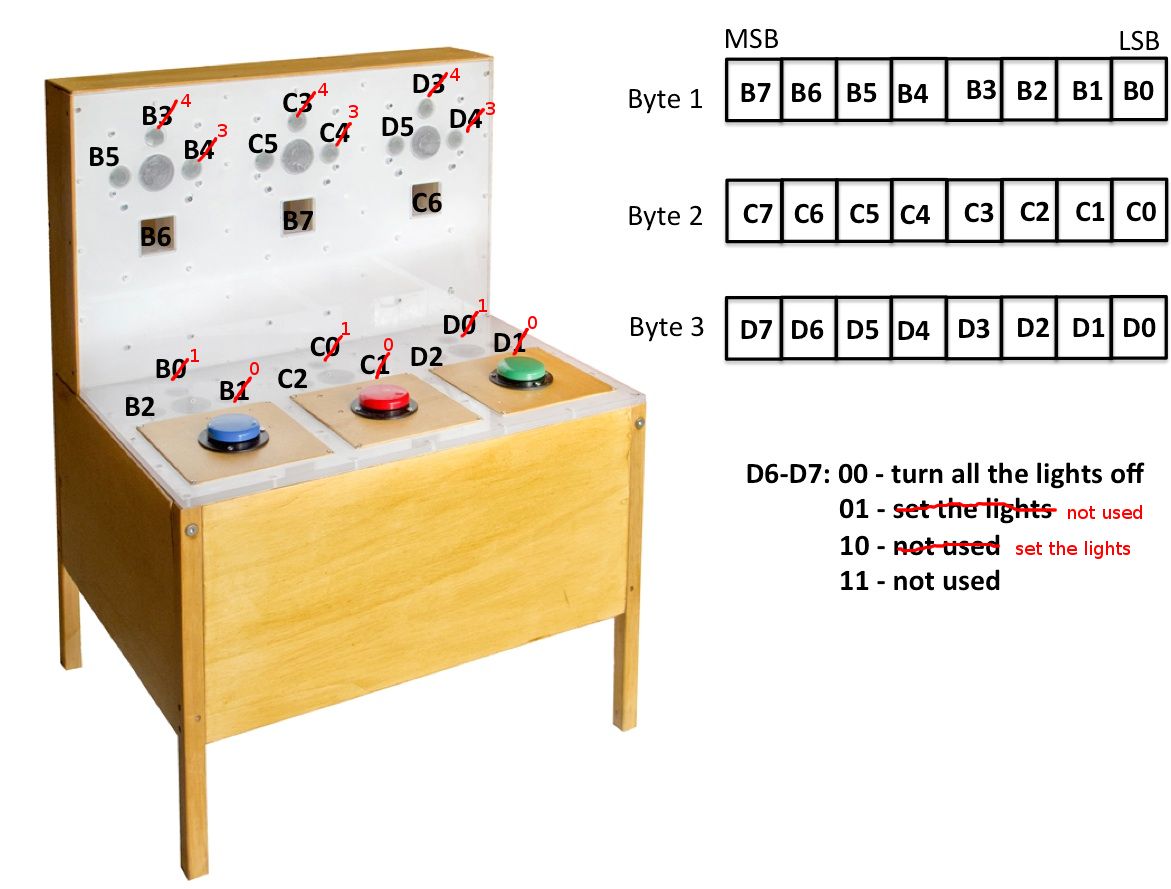 D3 4
B3 4
C3 4
D4 3
B4 3
C4 3
D5
C5
B5
C6
B7
B6
D0 1
D1 0
C0 1
D2
B0 1
C1 0
C2
B1 0
B2
MSB LSB
Byte 1 B7 B6 B5 B4 B3 B2 B1 B0
Byte 2 C7 C6 C5 C4 C3 C2 C1 C0
Byte 3 D7 D6 D5 D4 D3 D2 D1 D0
D6-D7: 00 - turn all the lights off
01 - set the lights not used
10 - not used set the lights
11 - not used